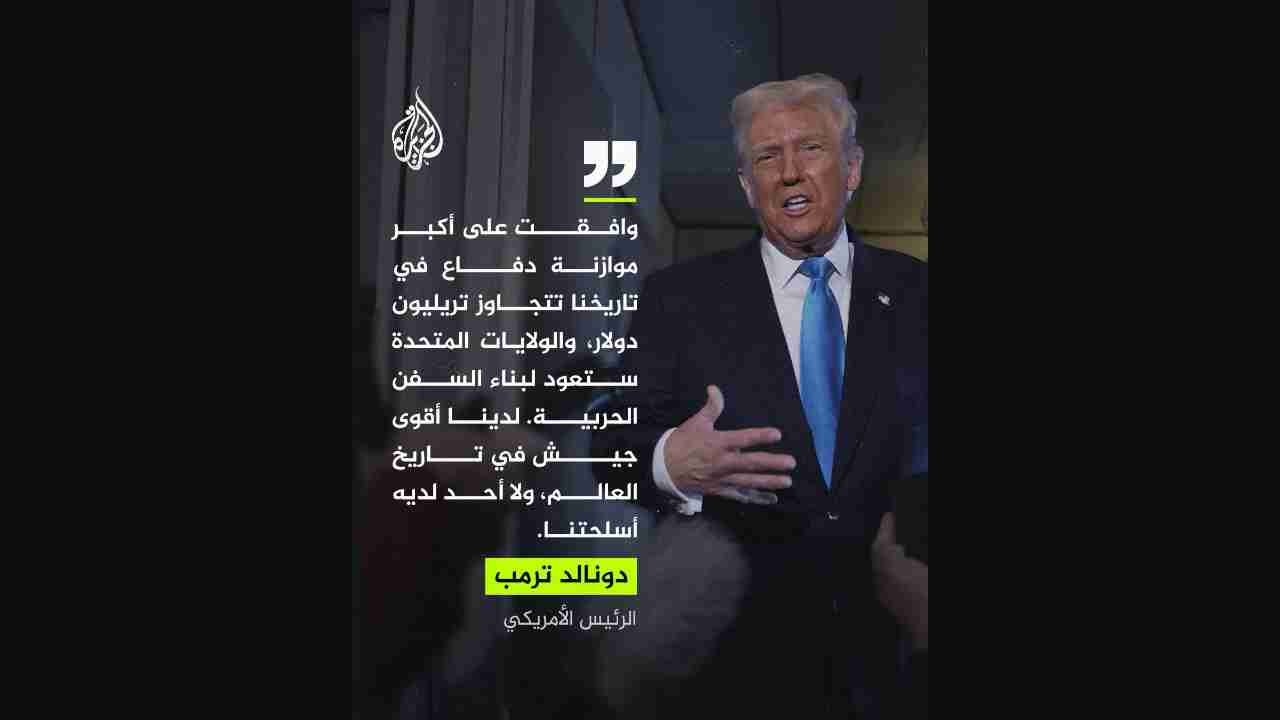 الجزيرة
وافقت على أكبر
موازنة دفاع في
تاريخنا تتجاوز تريليون
دولار، والولايات المتحدة
ستعود لبناء السفن
الحربية. لدينا أقوى
جيش في تاريخ
العالم، ولا أحد لديه
أسلحتنا.
دونالد ترمب
الرئيس الأمريكي